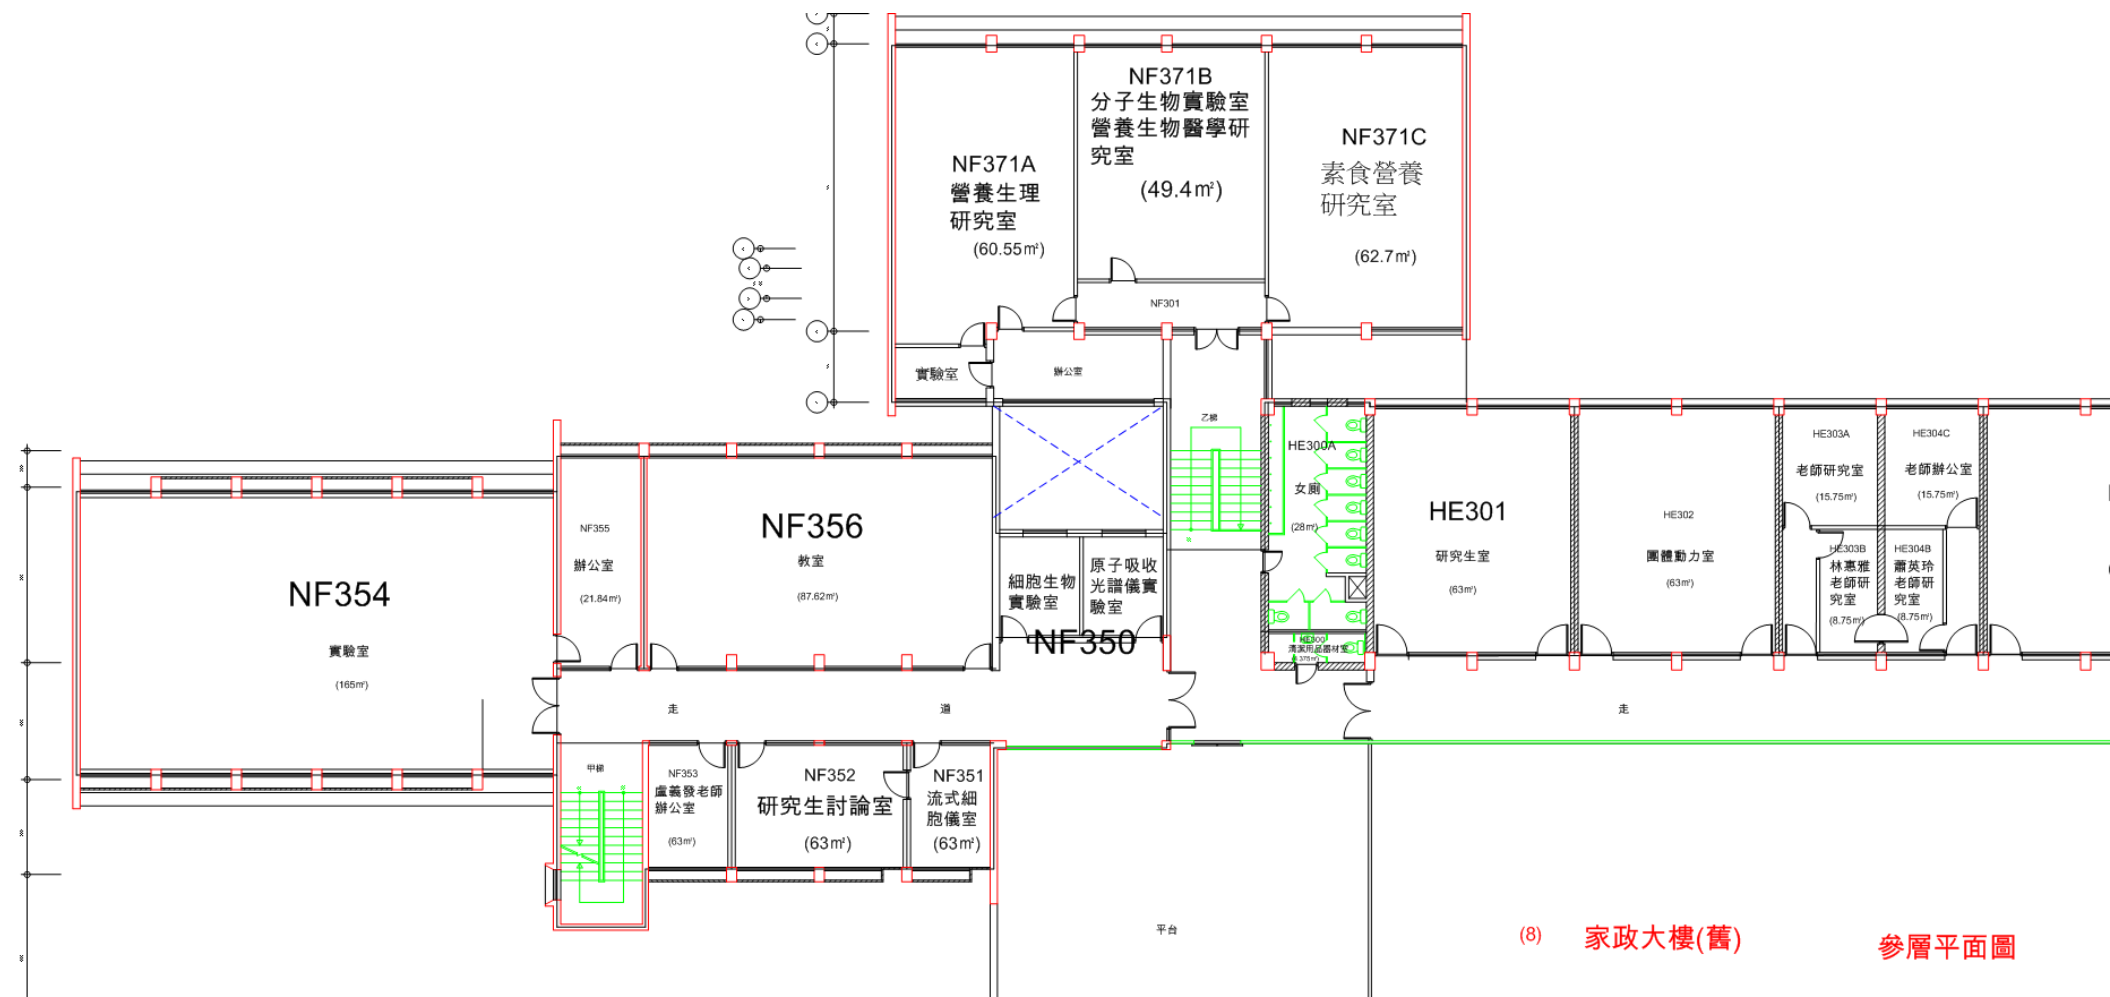 NF371A
營養生理
研究室
(60.55㎡)
NF371B
分子生物實驗室
營養生物醫學研
究室
(49.4㎡)
NF371C
素食營養
研究室
(62.7㎡)
NF301
實驗室
辦公室
乙梯
NF354
實驗室
(165㎡)
NF355
辦公室
(21.84㎡)
NF356
教室
(87.62㎡)
細胞生物
實驗室
原子吸收
光譜儀實
驗室
NF350
HE300A
女廁
(28㎡)
HE300
清潔用品器材室
HE301
研究生室
(63㎡)
HE302
團體動力室
(63㎡)
HE303A
老師研究室
(15.75㎡)
HE304C
老師辦公室
(15.75㎡)
HE303B
林惠雅
老師研
究室
(8.75㎡)
HE304B
蕭英玲
老師研
究室
(8.75㎡)
走
道
走
甲梯
NF353
盧義發老師
辦公室
(63㎡)
NF352
研究生討論室
(63㎡)
NF351
流式細
胞儀室
(63㎡)
平台
(8) 家政大樓(舊)
參層平面圖